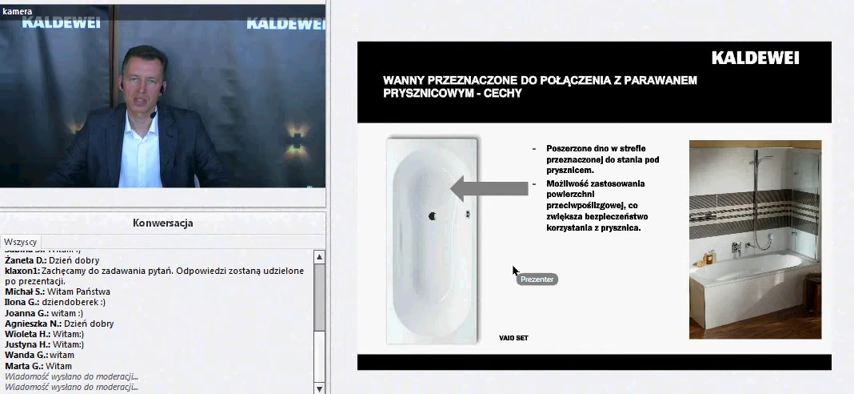 kamera
KALDEWEI
KALDEWEI
Konwersacja
Wszyscy
Żaneta D.: Dzień dobry
klaxon1: Zachęcamy do zadawania pytań. Odpowiedzi zostaną udzielone
po prezentacji.
Michał S.: Witam Państwa
Ilona G.: dziendoberek :)
Joanna G.: witam :)
Agnieszka N.: Dzień dobry
Wioleta H.: Witam:)
Justyna H.: Witam:)
Wanda G.: witam
Marta G.: Witam
Wiadomość wysłano do moderacji...
Wiadomość wysłano do moderacji...
KALDEWEI
WANNY PRZEZNACZONE DO POŁĄCZENIA Z PARAWANEM
PRYSZNICOWYM - CECHY
- Poszerzone dno w strefie
przeznaczonej do stania pod
prysznicem.
- Możliwość zastosowania
powierzchni
przeciwpoślizgowej, co
zwiększa bezpieczeństwo
korzystania z prysznica.
Prezenter
VAIO SET